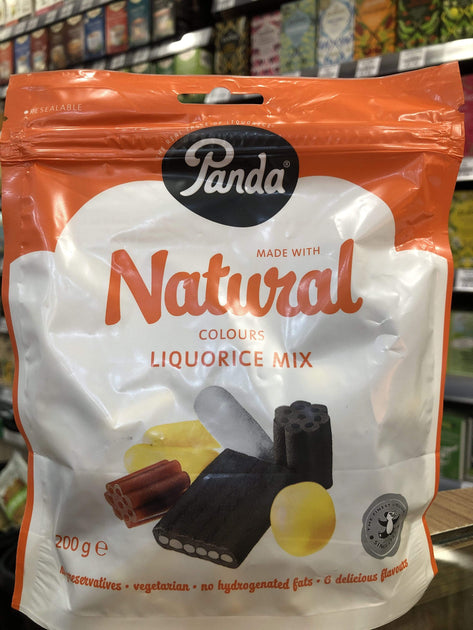 RESEALABLE
Panda®
MADE WITH
Natural
COLOURS
LIQUORICE MIX
200 g e
preservatives • vegetarian • no hydrogenated fats • 6 delicious flavours